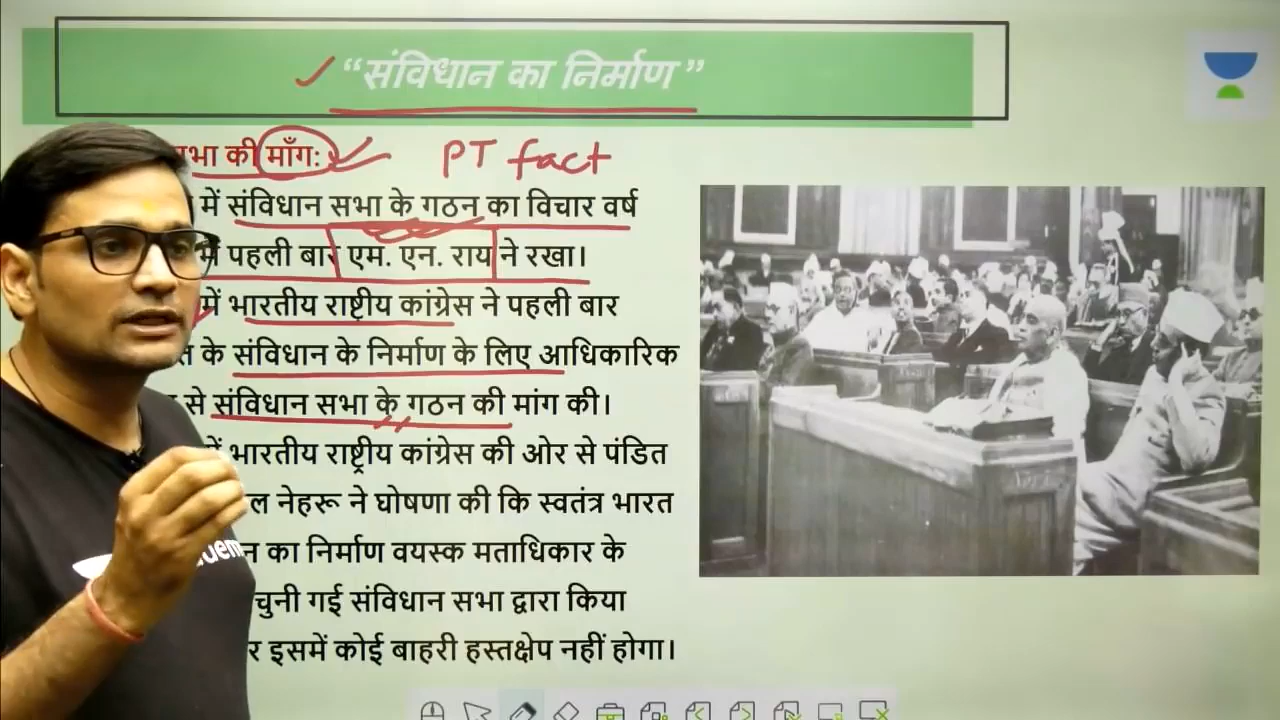 “संविधान का निर्माण”
की माँग: PT fact
में संविधान सभा के गठन का विचार वर्ष
में पहली बार एम. एन. राय ने रखा।
में भारतीय राष्ट्रीय कांग्रेस ने पहली बार
के संविधान के निर्माण के लिए आधिकारिक
से संविधान सभा के गठन की मांग की।
में भारतीय राष्ट्रीय कांग्रेस की ओर से पंडित
नेहरू ने घोषणा की कि स्वतंत्र भारत
का निर्माण वयस्क मताधिकार के
चुनी गई संविधान सभा द्वारा किया
इसमें कोई बाहरी हस्तक्षेप नहीं होगा।